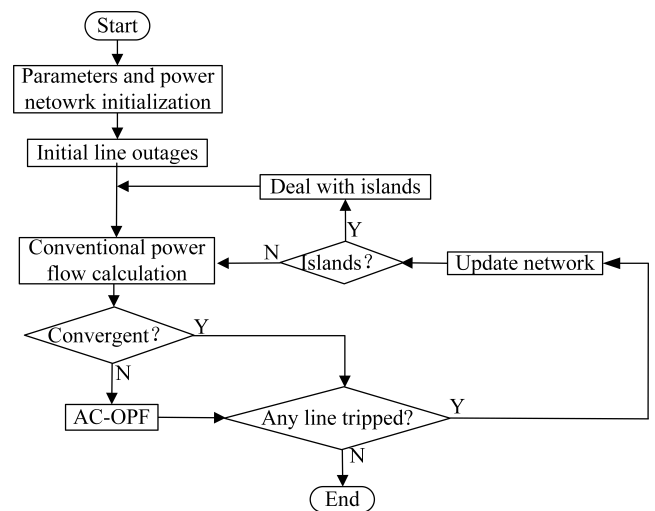 Start
Parameters and power
netowrk initialization
Initial line outages
Deal with islands
Y
Conventional power
flow calculation
N
Islands?
Update network
Convergent?
Y
N
AC-OPF
Any line tripped?
Y
N
End